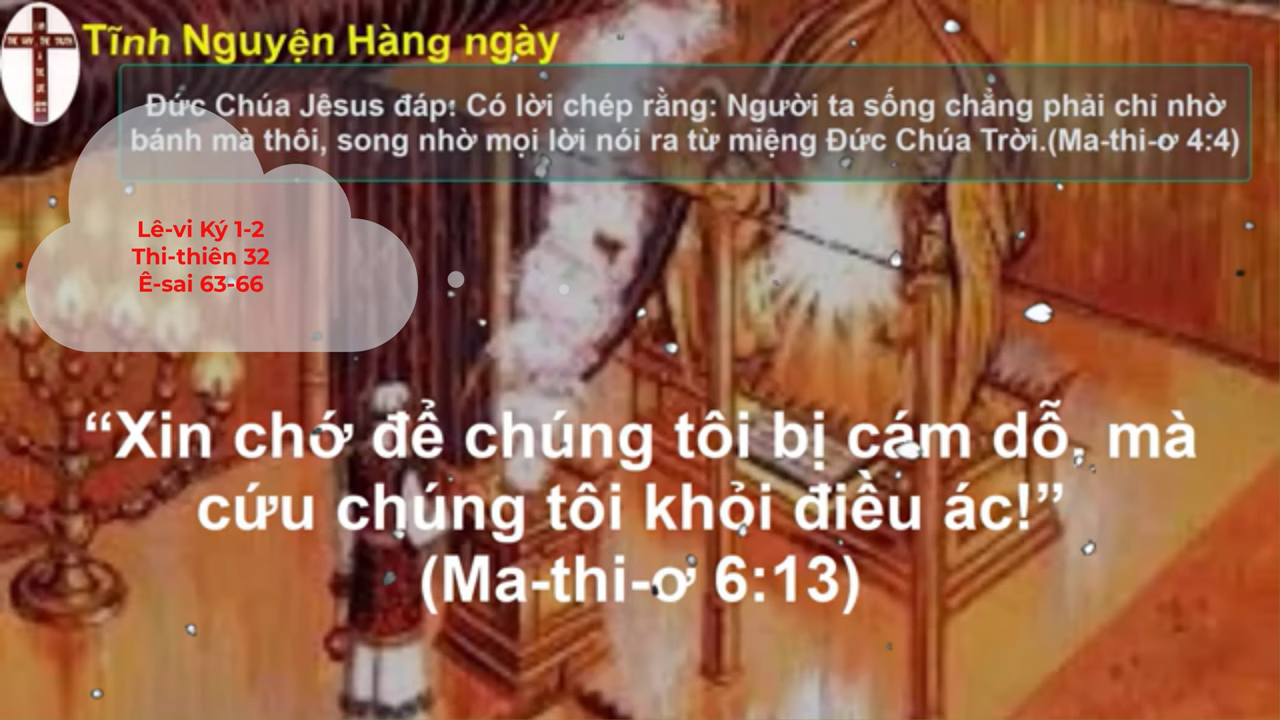 Tĩnh Nguyện Hàng ngày
Đức Chúa Jêsus đáp: Có lời chép rằng: Người ta sống chẳng phải chỉ nhờ
bánh mà thôi, song nhờ mọi lời nói ra từ miệng Đức Chúa Trời.(Ma-thi-ơ 4:4)
Lê-vi Ký 1-2
Thi-thiên 32
Ê-sai 63-66
“Xin chớ để chúng tôi bị cám dỗ, mà
cứu chúng tôi khỏi điều ác!”
(Ma-thi-ơ 6:13)